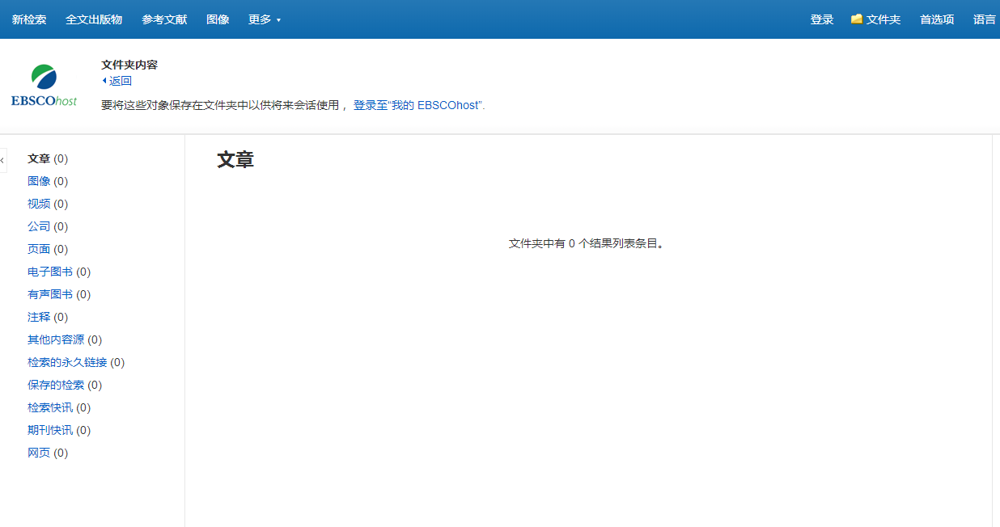 新检索 全文出版物 参考文献 图像 更多 登录 文件夹 首选项 语言
EBSCOhost
文件夹内容
返回
要将这些对象保存在文件夹中以供将来会话使用 ，登录至“我的 EBSCOhost”.
文章 (0)
图像 (0)
视频 (0)
公司 (0)
页面 (0)
电子图书 (0)
有声图书 (0)
注释 (0)
其他内容源 (0)
检索的永久链接 (0)
保存的检索 (0)
检索快讯 (0)
期刊快讯 (0)
网页 (0)
文章
文件夹中有 0 个结果列表条目。